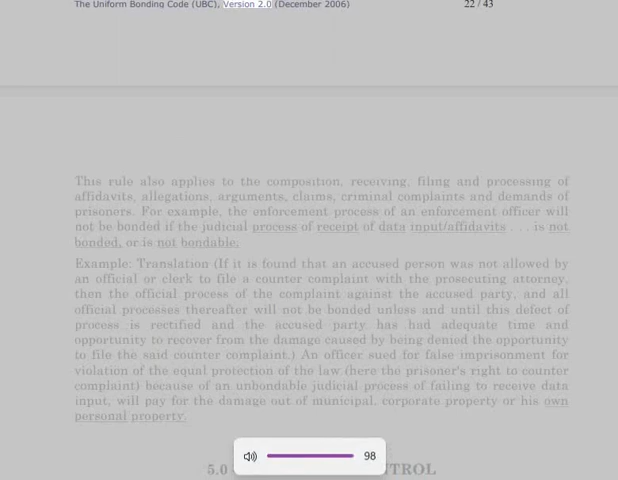 The Uniform Bonding Code (UBC), Version 2.0 (December 2006) 22 / 43
This rule also applies to the composition, receiving, filing and processing of
affidavits, allegations, arguments, claims, criminal complaints and demands of
prisoners. For example, the enforcement process of an enforcement officer will
not be bonded if the judicial process of receipt of data input/affidavits . . . is not
bonded, or is not bondable.
Example: Translation (If it is found that an accused person was not allowed by
an official or clerk to file a counter complaint with the prosecuting attorney,
then the official process of the complaint against the accused party, and all
official processes thereafter will not be bonded unless and until this defect of
process is rectified and the accused party has had adequate time and
opportunity to recover from the damage caused by being denied the opportunity
to file the said counter complaint.) An officer sued for false imprisonment for
violation of the equal protection of the law (here the prisoner's right to counter
complaint) because of an unbondable judicial process of failing to receive data
input, will pay for the damage out of municipal, corporate property or his own
personal property.
98
5.0 TROL